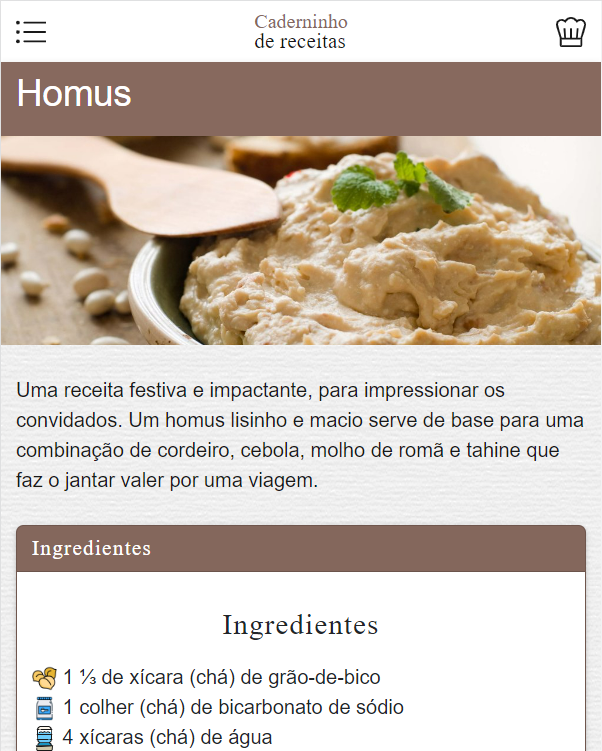 Caderninho
de receitas
Homus
Uma receita festiva e impactante, para impressionar os
convidados. Um homus lisinho e macio serve de base para uma
combinação de cordeiro, cebola, molho de romã e tahine que
faz o jantar valer por uma viagem.
Ingredientes
Ingredientes
1 ⅓ de xícara (chá) de grão-de-bico
1 colher (chá) de bicarbonato de sódio
4 xícaras (chá) de água